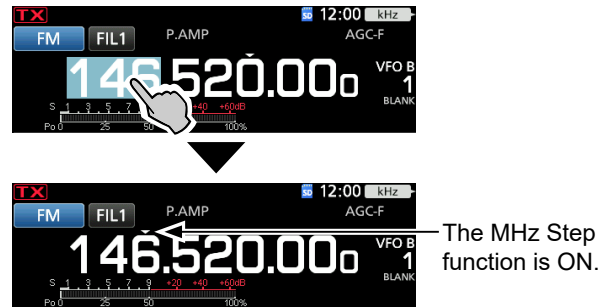 TX SD 12:00 kHz
FM FIL1 P.AMP AGC-F
146.520.000 VFO B
1
BLANK
S 1 3 5 7 +40 +60dB
Po 0 25 50 100%
TX SD 12:00 kHz
FM FIL1 P.AMP AGC-F
146.520.000 VFO B
1
BLANK
S 1 3 5 7 9 +20 +40 +60dB
Po 0 25 50 100%
The MHz Step
function is ON.